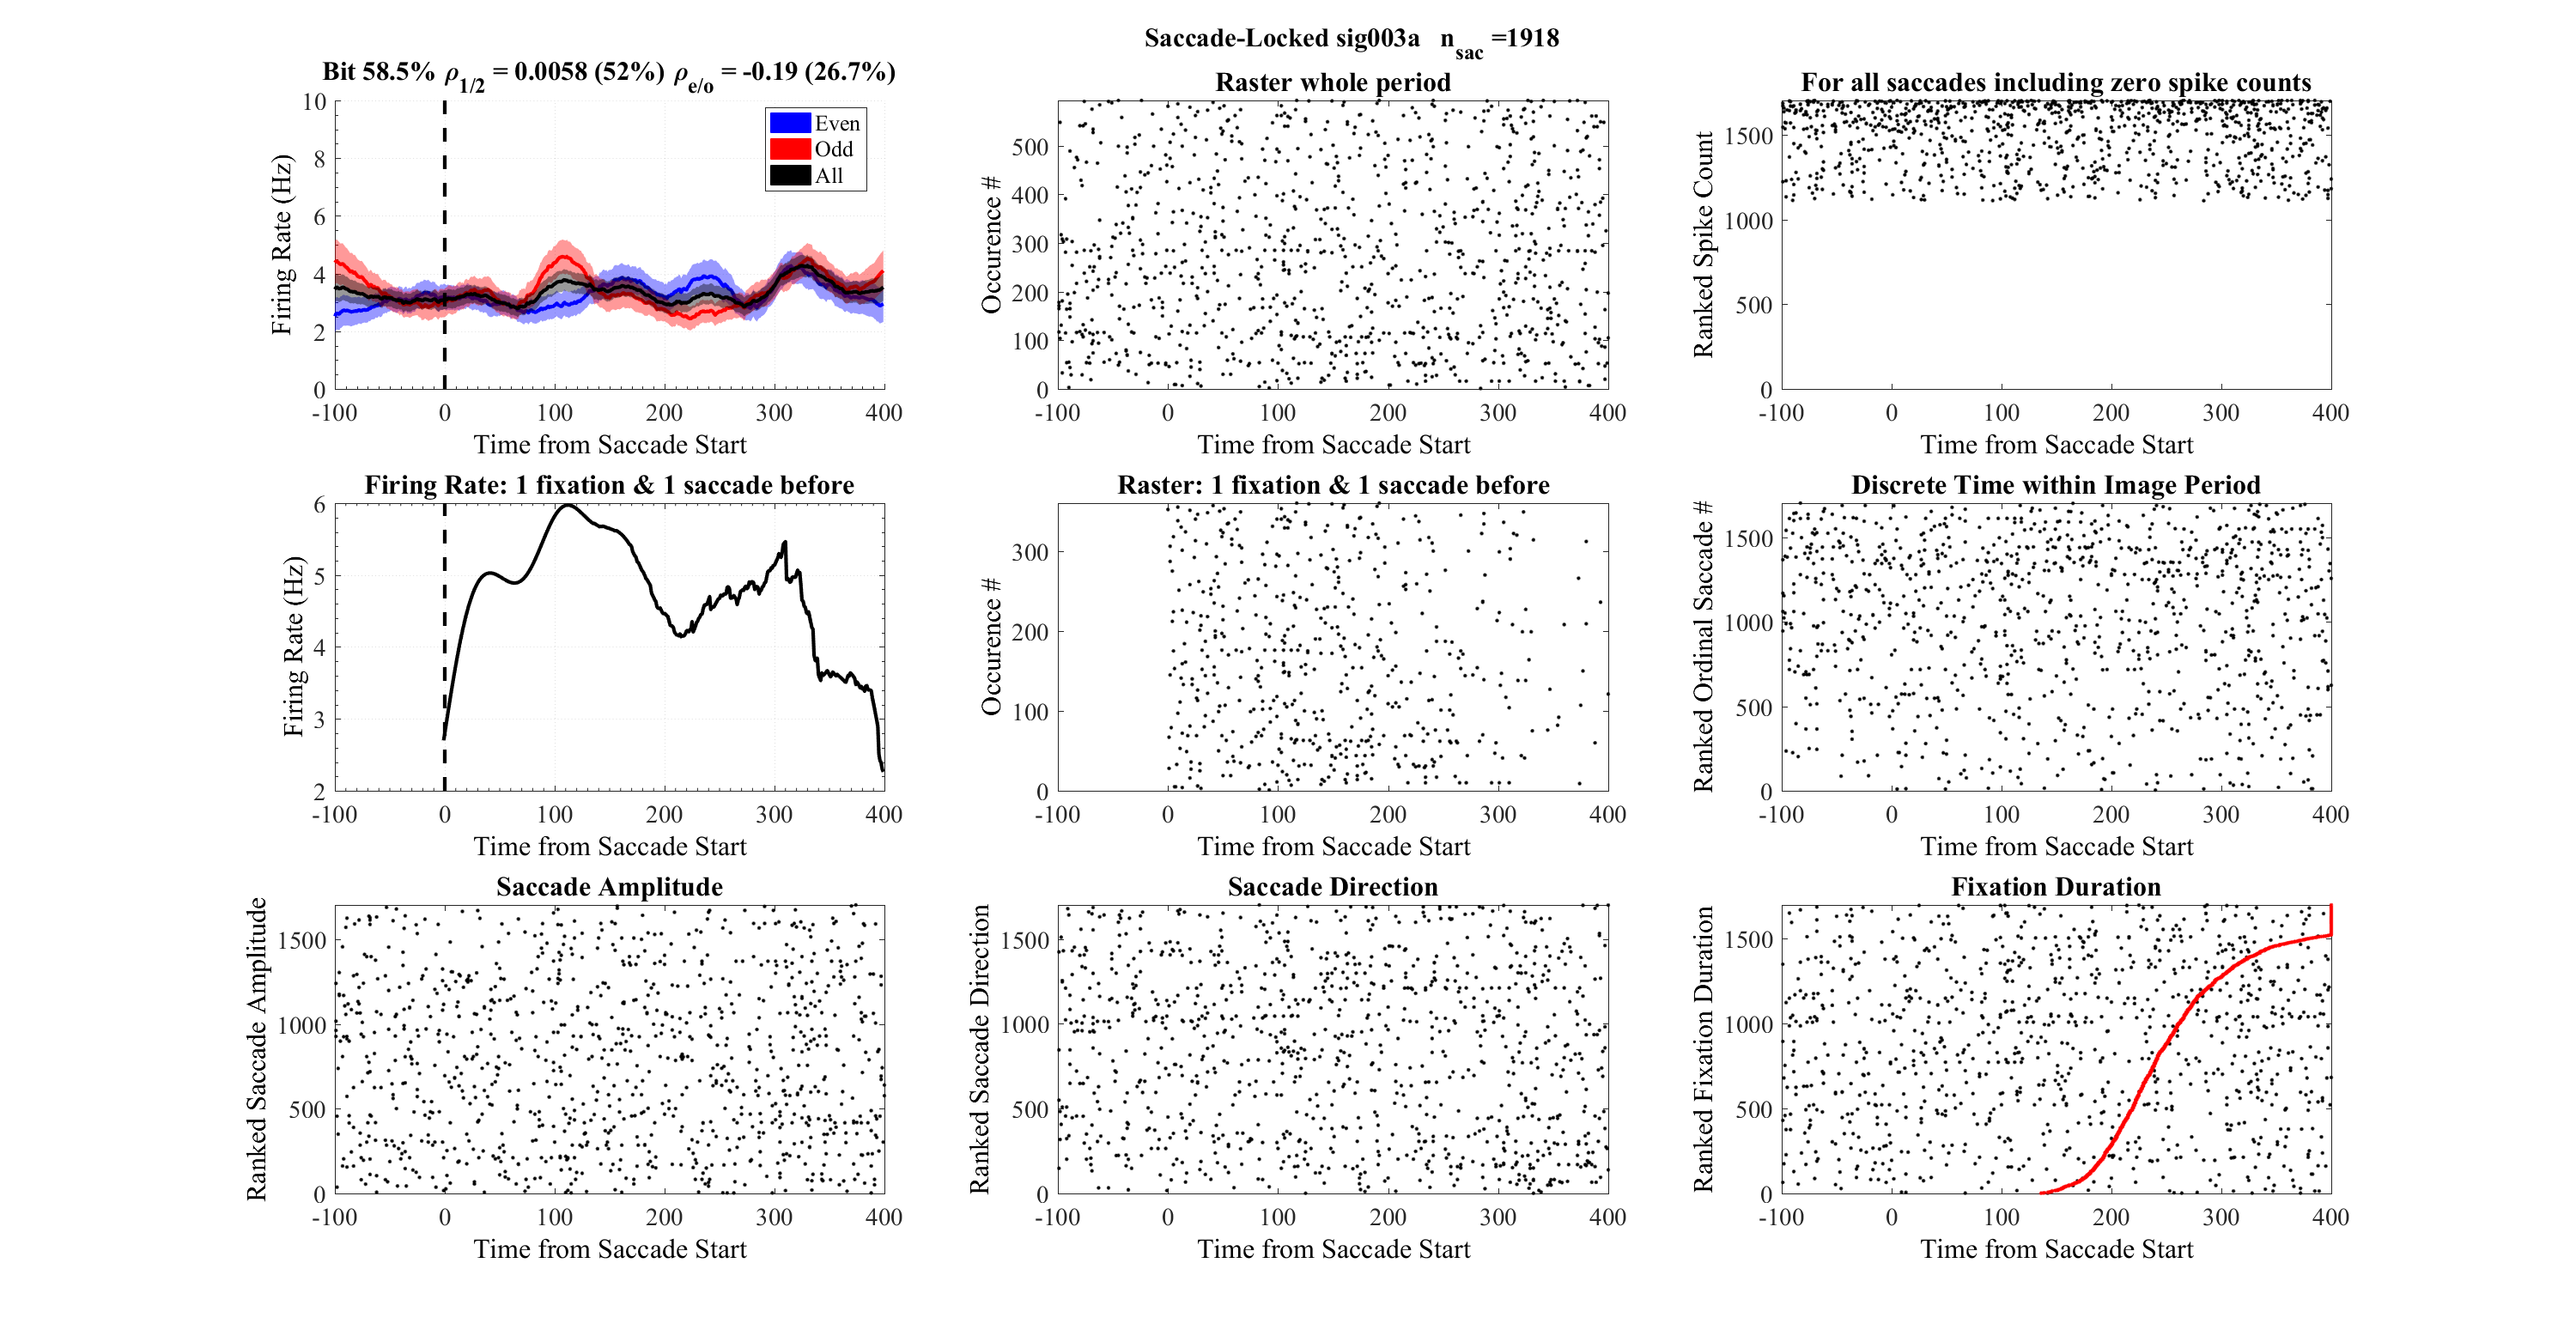 Saccade-Locked sig003a n_sac =1918
Bit 58.5% ρ_1/2 = 0.0058 (52%) ρ_e/o = -0.19 (26.7%)
Firing Rate (Hz)
10
8
6
4
2
0
Even
Odd
All
-100 0 100 200 300 400
Time from Saccade Start
Raster whole period
Occurence #
500
400
300
200
100
0
-100 0 100 200 300 400
Time from Saccade Start
For all saccades including zero spike counts
Ranked Spike Count
1500
1000
500
0
-100 0 100 200 300 400
Time from Saccade Start
Firing Rate: 1 fixation & 1 saccade before
Firing Rate (Hz)
6
5
4
3
2
-100 0 100 200 300 400
Time from Saccade Start
Raster: 1 fixation & 1 saccade before
Occurence #
300
200
100
0
-100 0 100 200 300 400
Time from Saccade Start
Discrete Time within Image Period
Ranked Ordinal Saccade #
1500
1000
500
0
-100 0 100 200 300 400
Time from Saccade Start
Saccade Amplitude
Ranked Saccade Amplitude
1500
1000
500
0
-100 0 100 200 300 400
Time from Saccade Start
Saccade Direction
Ranked Saccade Direction
1500
1000
500
0
-100 0 100 200 300 400
Time from Saccade Start
Fixation Duration
Ranked Fixation Duration
1500
1000
500
0
-100 0 100 200 300 400
Time from Saccade Start